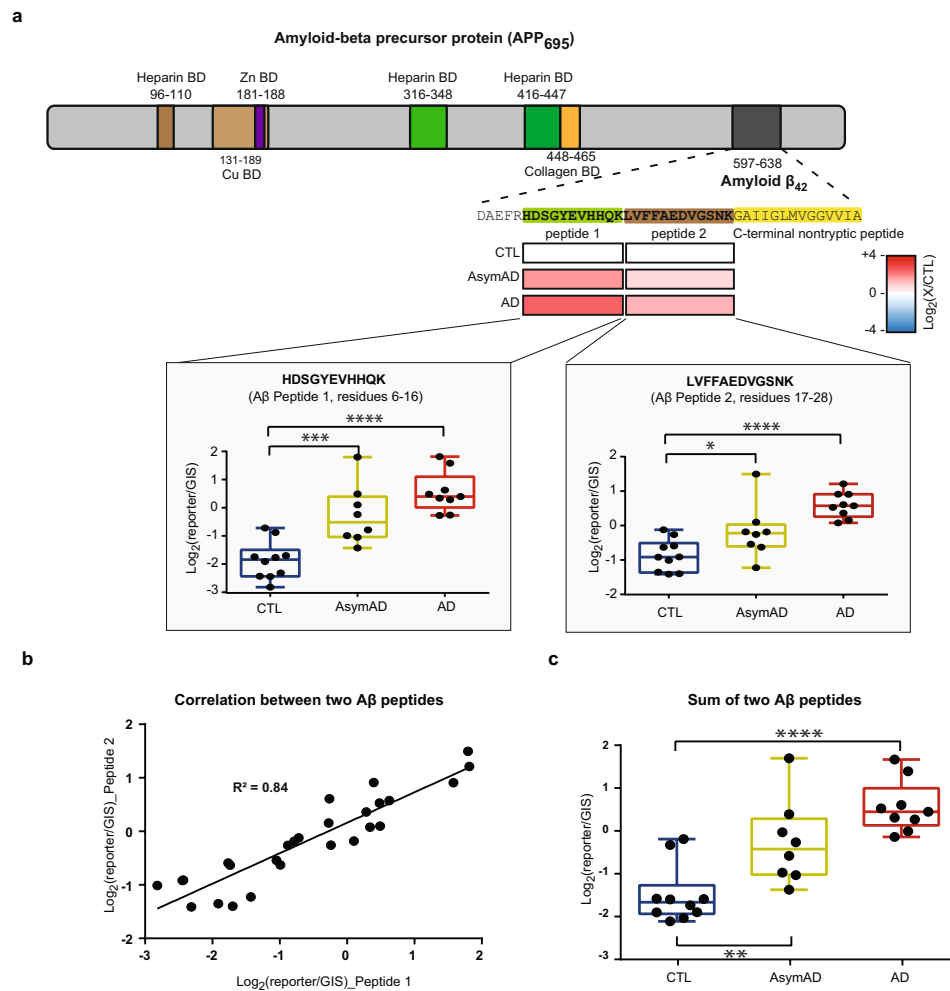 a
Amyloid-beta precursor protein (APP695)
Heparin BD
96-110
Zn BD
181-188
Heparin BD
316-348
Heparin BD
416-447
131-189
Cu BD
448-465
Collagen BD
597-638
Amyloid β42
DAEFRHDSGYEVHHQKLVFFAEDVGSNKGAIIGLMVGGVVIA
peptide 1
peptide 2
C-terminal nontryptic peptide
CTL
AsymAD
AD
+4
0
-4
Log2(X/CTL)
HDSGYEVHHQK
(Aβ Peptide 1, residues 6-16)
****
***
Log2(reporter/GIS)
2
1
0
-1
-2
-3
CTL
AsymAD
AD
LVFFAEDVGSNK
(Aβ Peptide 2, residues 17-28)
****
*
Log2(reporter/GIS)
2
1
0
-1
-2
CTL
AsymAD
AD
b
Correlation between two Aβ peptides
R² = 0.84
Log2(reporter/GIS)_Peptide 2
2
1
0
-1
-2
-3
-2
-1
0
1
2
Log2(reporter/GIS)_Peptide 1
c
Sum of two Aβ peptides
****
**
Log2(reporter/GIS)
2
1
0
-1
-2
-3
CTL
AsymAD
AD